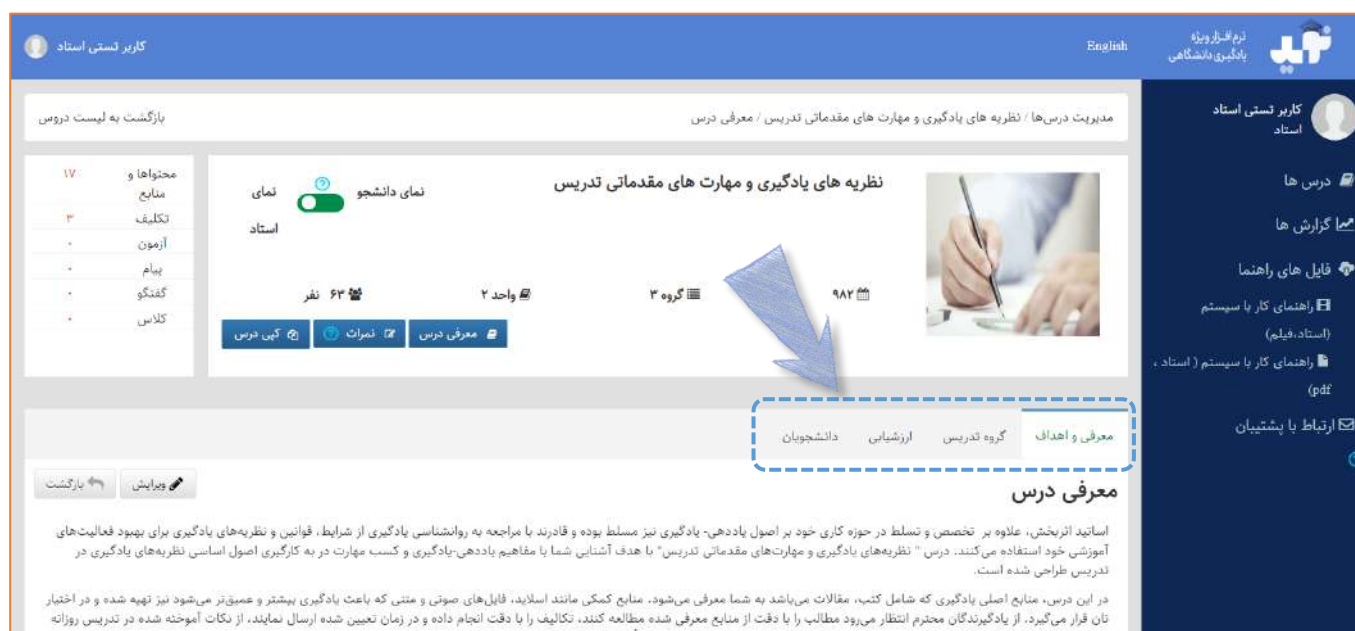 نرم‌افزار ویژه
یادگیری دانشگاهی
نوید
English
کاربر تستی استاد
کاربر تستی استاد
استاد
درس ها
گزارش ها
فایل های راهنما
راهنمای کار با سیستم
(استاد،فیلم)
راهنمای کار با سیستم ( استاد ،
pdf)
ارتباط با پشتیبان
مدیریت درس‌ها / نظریه های یادگیری و مهارت های مقدماتی تدریس / معرفی درس
بازگشت به لیست دروس
نظریه های یادگیری و مهارت های مقدماتی تدریس
نمای دانشجو
نمای
استاد
۹۸۲
گروه ۳
واحد ۲
۶۳ نفر
معرفی درس
نمرات
کپی درس
محتواها و ۱۷
منابع
تکلیف ۳
آزمون ۰
پیام ۰
گفتگو ۰
کلاس ۰
معرفی و اهداف
گروه تدریس
ارزشیابی
دانشجویان
معرفی درس
ویرایش
بازگشت
اساتید اثربخش، علاوه بر تخصص و تسلط در حوزه کاری خود بر اصول یاددهی- یادگیری نیز مسلط بوده و قادرند با مراجعه به روانشناسی یادگیری از شرایط، قوانین و نظریه‌های یادگیری برای بهبود فعالیت‌های
آموزشی خود استفاده می‌کنند. درس " نظریه‌های یادگیری و مهارت‌های مقدماتی تدریس" با هدف آشنایی شما با مفاهیم یاددهی-یادگیری و کسب مهارت در به کارگیری اصول اساسی نظریه‌های یادگیری در
تدریس طراحی شده است.
در این درس، منابع اصلی یادگیری که شامل کتب، مقالات می‌باشد به شما معرفی می‌شود. منابع کمکی مانند اسلاید، فایل‌های صوتی و متنی که باعث یادگیری بیشتر و عمیق‌تر می‌شود نیز تهیه شده و در اختیار
تان قرار می‌گیرد. از یادگیرندگان محترم انتظار می‌رود مطالب را با دقت از منابع معرفی شده مطالعه کنند، تکالیف را با دقت انجام داده و در زمان تعیین شده ارسال نمایند، از نکات آموخته شده در تدریس روزانه